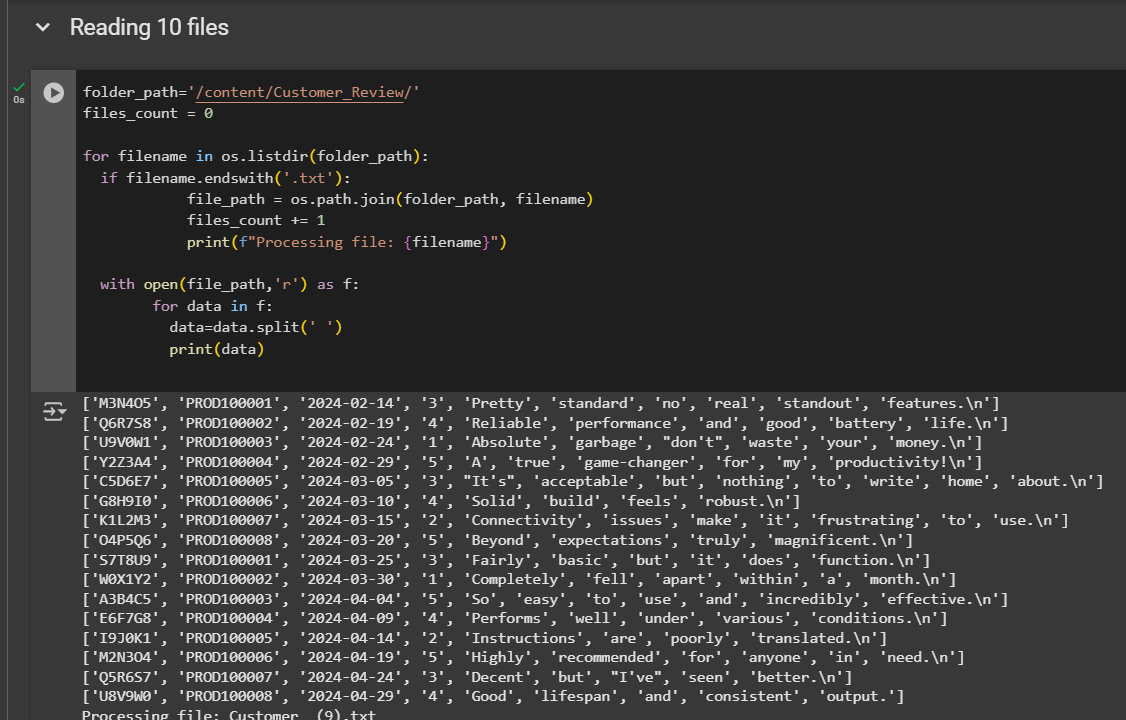 Reading 10 files
0s
folder_path='/content/Customer_Review/'
files_count = 0
for filename in os.listdir(folder_path):
if filename.endswith('.txt'):
file_path = os.path.join(folder_path, filename)
files_count += 1
print(f"Processing file: {filename}")
with open(file_path,'r') as f:
for data in f:
data=data.split(' ')
print(data)
['M3N4O5', 'PROD100001', '2024-02-14', '3', 'Pretty', 'standard', 'no', 'real', 'standout', 'features.\n']
['Q6R7S8', 'PROD100002', '2024-02-19', '4', 'Reliable', 'performance', 'and', 'good', 'battery', 'life.\n']
['U9V0W1', 'PROD100003', '2024-02-24', '1', 'Absolute', 'garbage', "don't", 'waste', 'your', 'money.\n']
['Y2Z3A4', 'PROD100004', '2024-02-29', '5', 'A', 'true', 'game-changer', 'for', 'my', 'productivity!\n']
['C5D6E7', 'PROD100005', '2024-03-05', '3', "It's", 'acceptable', 'but', 'nothing', 'to', 'write', 'home', 'about.\n']
['G8H9I0', 'PROD100006', '2024-03-10', '4', 'Solid', 'build', 'feels', 'robust.\n']
['K1L2M3', 'PROD100007', '2024-03-15', '2', 'Connectivity', 'issues', 'make', 'it', 'frustrating', 'to', 'use.\n']
['O4P5Q6', 'PROD100008', '2024-03-20', '5', 'Beyond', 'expectations', 'truly', 'magnificent.\n']
['S7T8U9', 'PROD100001', '2024-03-25', '3', 'Fairly', 'basic', 'but', 'it', 'does', 'function.\n']
['W0X1Y2', 'PROD100002', '2024-03-30', '1', 'Completely', 'fell', 'apart', 'within', 'a', 'month.\n']
['A3B4C5', 'PROD100003', '2024-04-04', '5', 'So', 'easy', 'to', 'use', 'and', 'incredibly', 'effective.\n']
['E6F7G8', 'PROD100004', '2024-04-09', '4', 'Performs', 'well', 'under', 'various', 'conditions.\n']
['I9J0K1', 'PROD100005', '2024-04-14', '2', 'Instructions', 'are', 'poorly', 'translated.\n']
['M2N3O4', 'PROD100006', '2024-04-19', '5', 'Highly', 'recommended', 'for', 'anyone', 'in', 'need.\n']
['Q5R6S7', 'PROD100007', '2024-04-24', '3', 'Decent', 'but', "I've", 'seen', 'better.\n']
['U8V9W0', 'PROD100008', '2024-04-29', '4', 'Good', 'lifespan', 'and', 'consistent', 'output.']
Processing file: Customer (9).txt